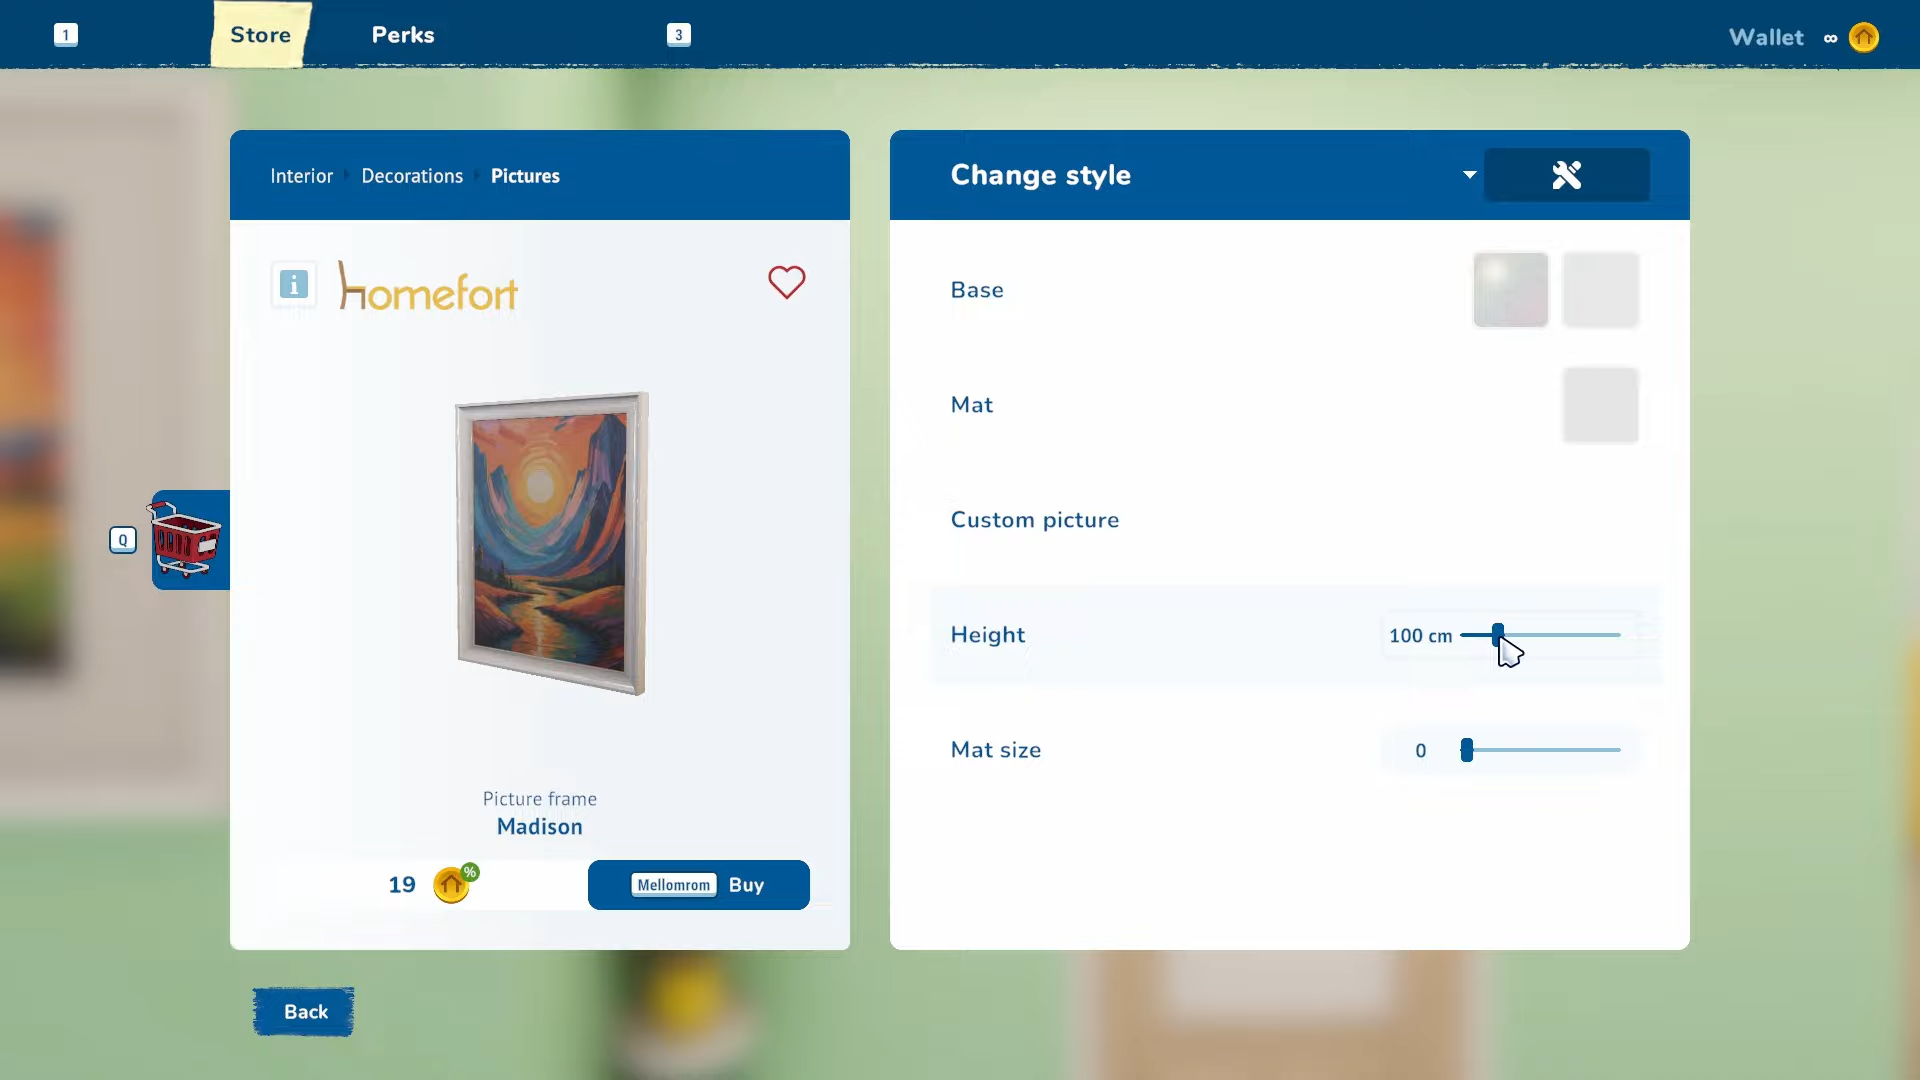 1
Store
Perks
3
Wallet ∞
Interior Decorations Pictures
i
homefort
Picture frame
Madison
19 %
Mellomrom Buy
Q
Back
Change style
Base
Mat
Custom picture
Height 100 cm
Mat size 0